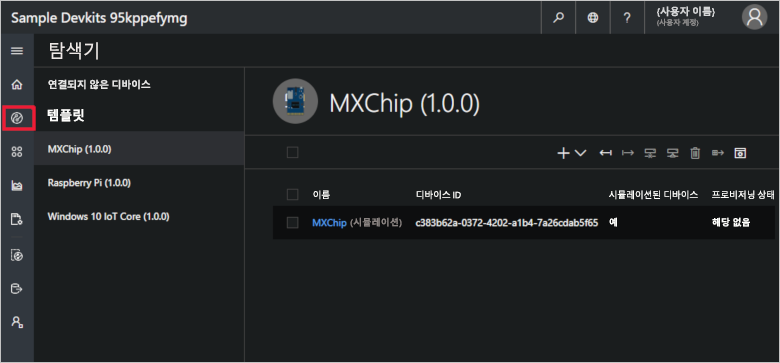 Sample Devkits 95kppefymg
?
{사용자 이름}
(사용자 계정)
탐색기
연결되지 않은 디바이스
템플릿
MXChip (1.0.0)
Raspberry Pi (1.0.0)
Windows 10 IoT Core (1.0.0)
MXChip (1.0.0)
이름 디바이스 ID 시뮬레이션된 디바이스 프로비저닝 상태
MXChip (시뮬레이션) c383b62a-0372-4202-a1b4-7a26cdab5f65 예 해당 없음